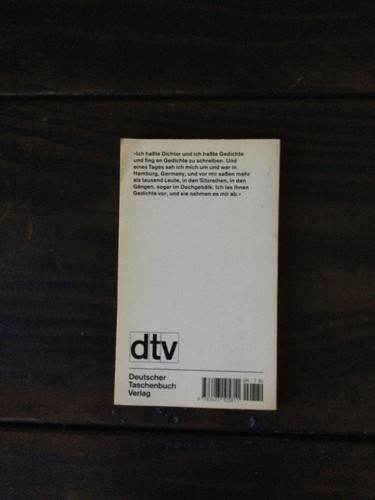 »Ich haßte Dichter und ich haßte Gedichte
und fing an Gedichte zu schreiben. Und
eines Tages sah ich mich um und war in
Hamburg, Germany, und vor mir saßen mehr
als tausend Leute, in den Sitzreihen, in den
Gängen, sogar im Dachgebälk. Ich las ihnen
Gedichte vor, und sie nahmen es mir ab.«
dtv
Deutscher
Taschenbuch
Verlag